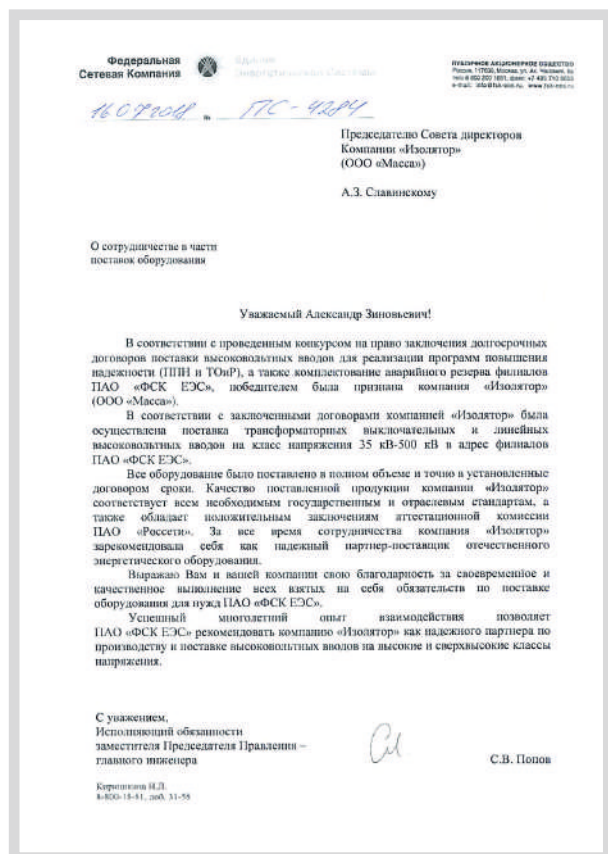 Федеральная
Сетевая Компания
ПУБЛИЧНОЕ АКЦИОНЕРНОЕ ОБЩЕСТВО
16.07.2018 № ПС-4284
Председателю Совета директоров
Компании «Изолятор»
(ООО «Масса»)
А.З. Славинскому
О сотрудничестве в части
поставок оборудования
Уважаемый Александр Зиновьевич!
В соответствии с проведенным конкурсом на право заключения долгосрочных
договоров поставки высоковольтных вводов для реализации программ повышения
надежности (ППН и ТОиР), а также комплектование аварийного резерва филиалов
ПАО «ФСК ЕЭС», победителем была признана компания «Изолятор»
(ООО «Масса»).
В соответствии с заключенными договорами компанией «Изолятор» была
осуществлена поставка трансформаторных выключательных и линейных
высоковольтных вводов на класс напряжения 35 кВ-500 кВ в адрес филиалов
ПАО «ФСК ЕЭС».
Все оборудование было поставлено в полном объеме и точно в установленные
договором сроки. Качество поставленной продукции компании «Изолятор»
соответствует всем необходимым государственным и отраслевым стандартам, а
также обладает положительным заключениям аттестационной комиссии
ПАО «Россети». За все время сотрудничества компания «Изолятор»
зарекомендовала себя как надежный партнер-поставщик отечественного
энергетического оборудования.
Выражаю Вам и вашей компании свою благодарность за своевременное и
качественное выполнение всех взятых на себя обязательств по поставке
оборудования для нужд ПАО «ФСК ЕЭС».
Успешный многолетний опыт взаимодействия позволяет
ПАО «ФСК ЕЭС» рекомендовать компанию «Изолятор» как надежного партнера по
производству и поставке высоковольтных вводов на высокие и сверхвысокие классы
напряжения.
С уважением,
Исполняющий обязанности
заместителя Председателя Правления –
главного инженера
С.В. Попов